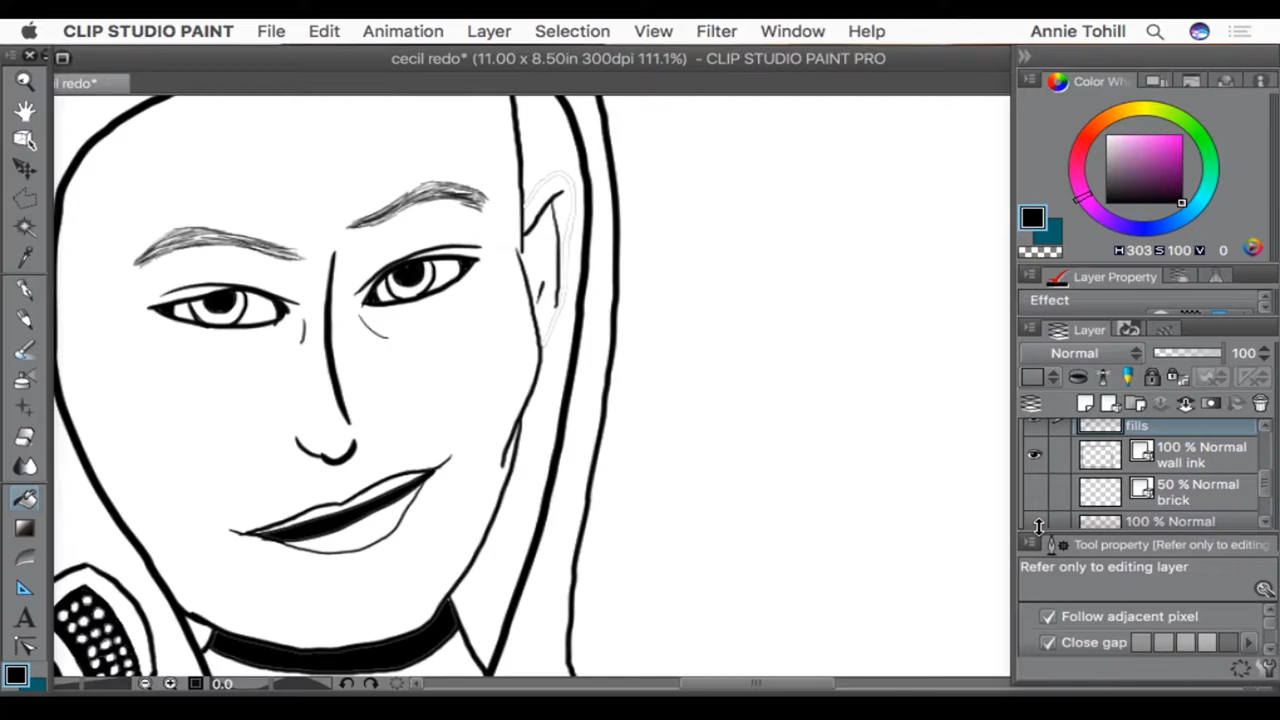 CLIP STUDIO PAINT File Edit Animation Layer Selection View Filter Window Help Annie Tohill
cecil redo* (11.00 x 8.50in 300dpi 111.1%) - CLIP STUDIO PAINT PRO
il redo*
Color Wh
H 303 S 100 V 0
Layer Property
Effect
Layer
Normal 100
fills
100 % Normal
wall ink
50 % Normal
brick
100 % Normal
Tool property [Refer only to editing
Refer only to editing layer
Follow adjacent pixel
Close gap
A
0.0